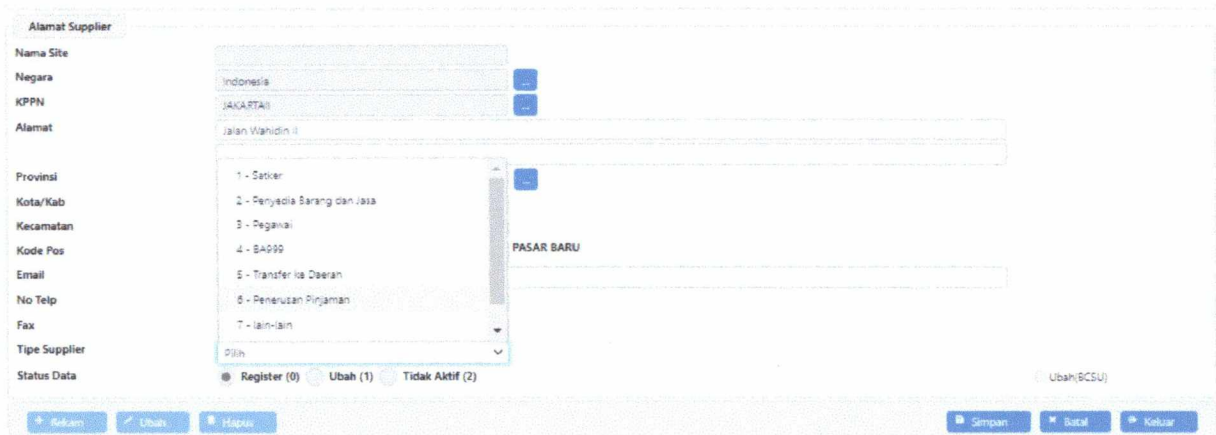 Alamat Supplier
Nama Site
Negara Indonesia ...
KPPN JAKARTAII ...
Alamat Jalan Wahidin II
Provinsi ...
Kota/Kab
Kecamatan
Kode Pos PASAR BARU
Email
No Telp
Fax
1 - Satker
2 - Penyedia Barang dan Jasa
3 - Pegawai
4 - BA999
5 - Transfer ke Daerah
6 - Penerusan Pinjaman
7 - lain-lain
Tipe Supplier Pilih
Status Data Register (0) Ubah (1) Tidak Aktif (2) Ubah(BCSU)
+ Rekam Ubah Hapus Simpan Batal Keluar